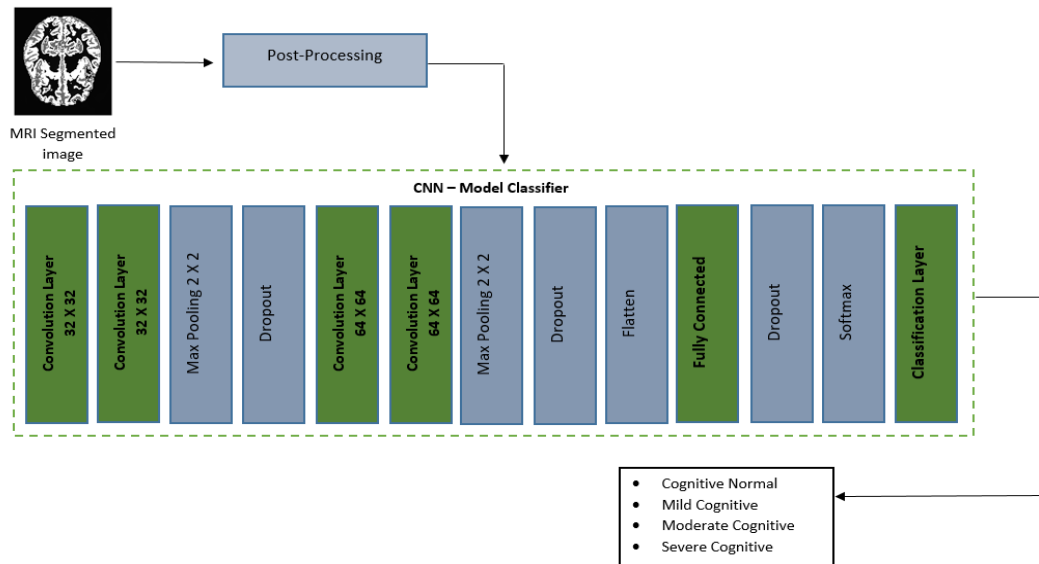 Post-Processing
MRI Segmented
image
CNN – Model Classifier
Convolution Layer
32 X 32
Convolution Layer
32 X 32
Max Pooling 2 X 2
Dropout
Convolution Layer
64 X 64
Convolution Layer
64 X 64
Max Pooling 2 X 2
Dropout
Flatten
Fully Connected
Dropout
Softmax
Classification Layer
• Cognitive Normal
• Mild Cognitive
• Moderate Cognitive
• Severe Cognitive